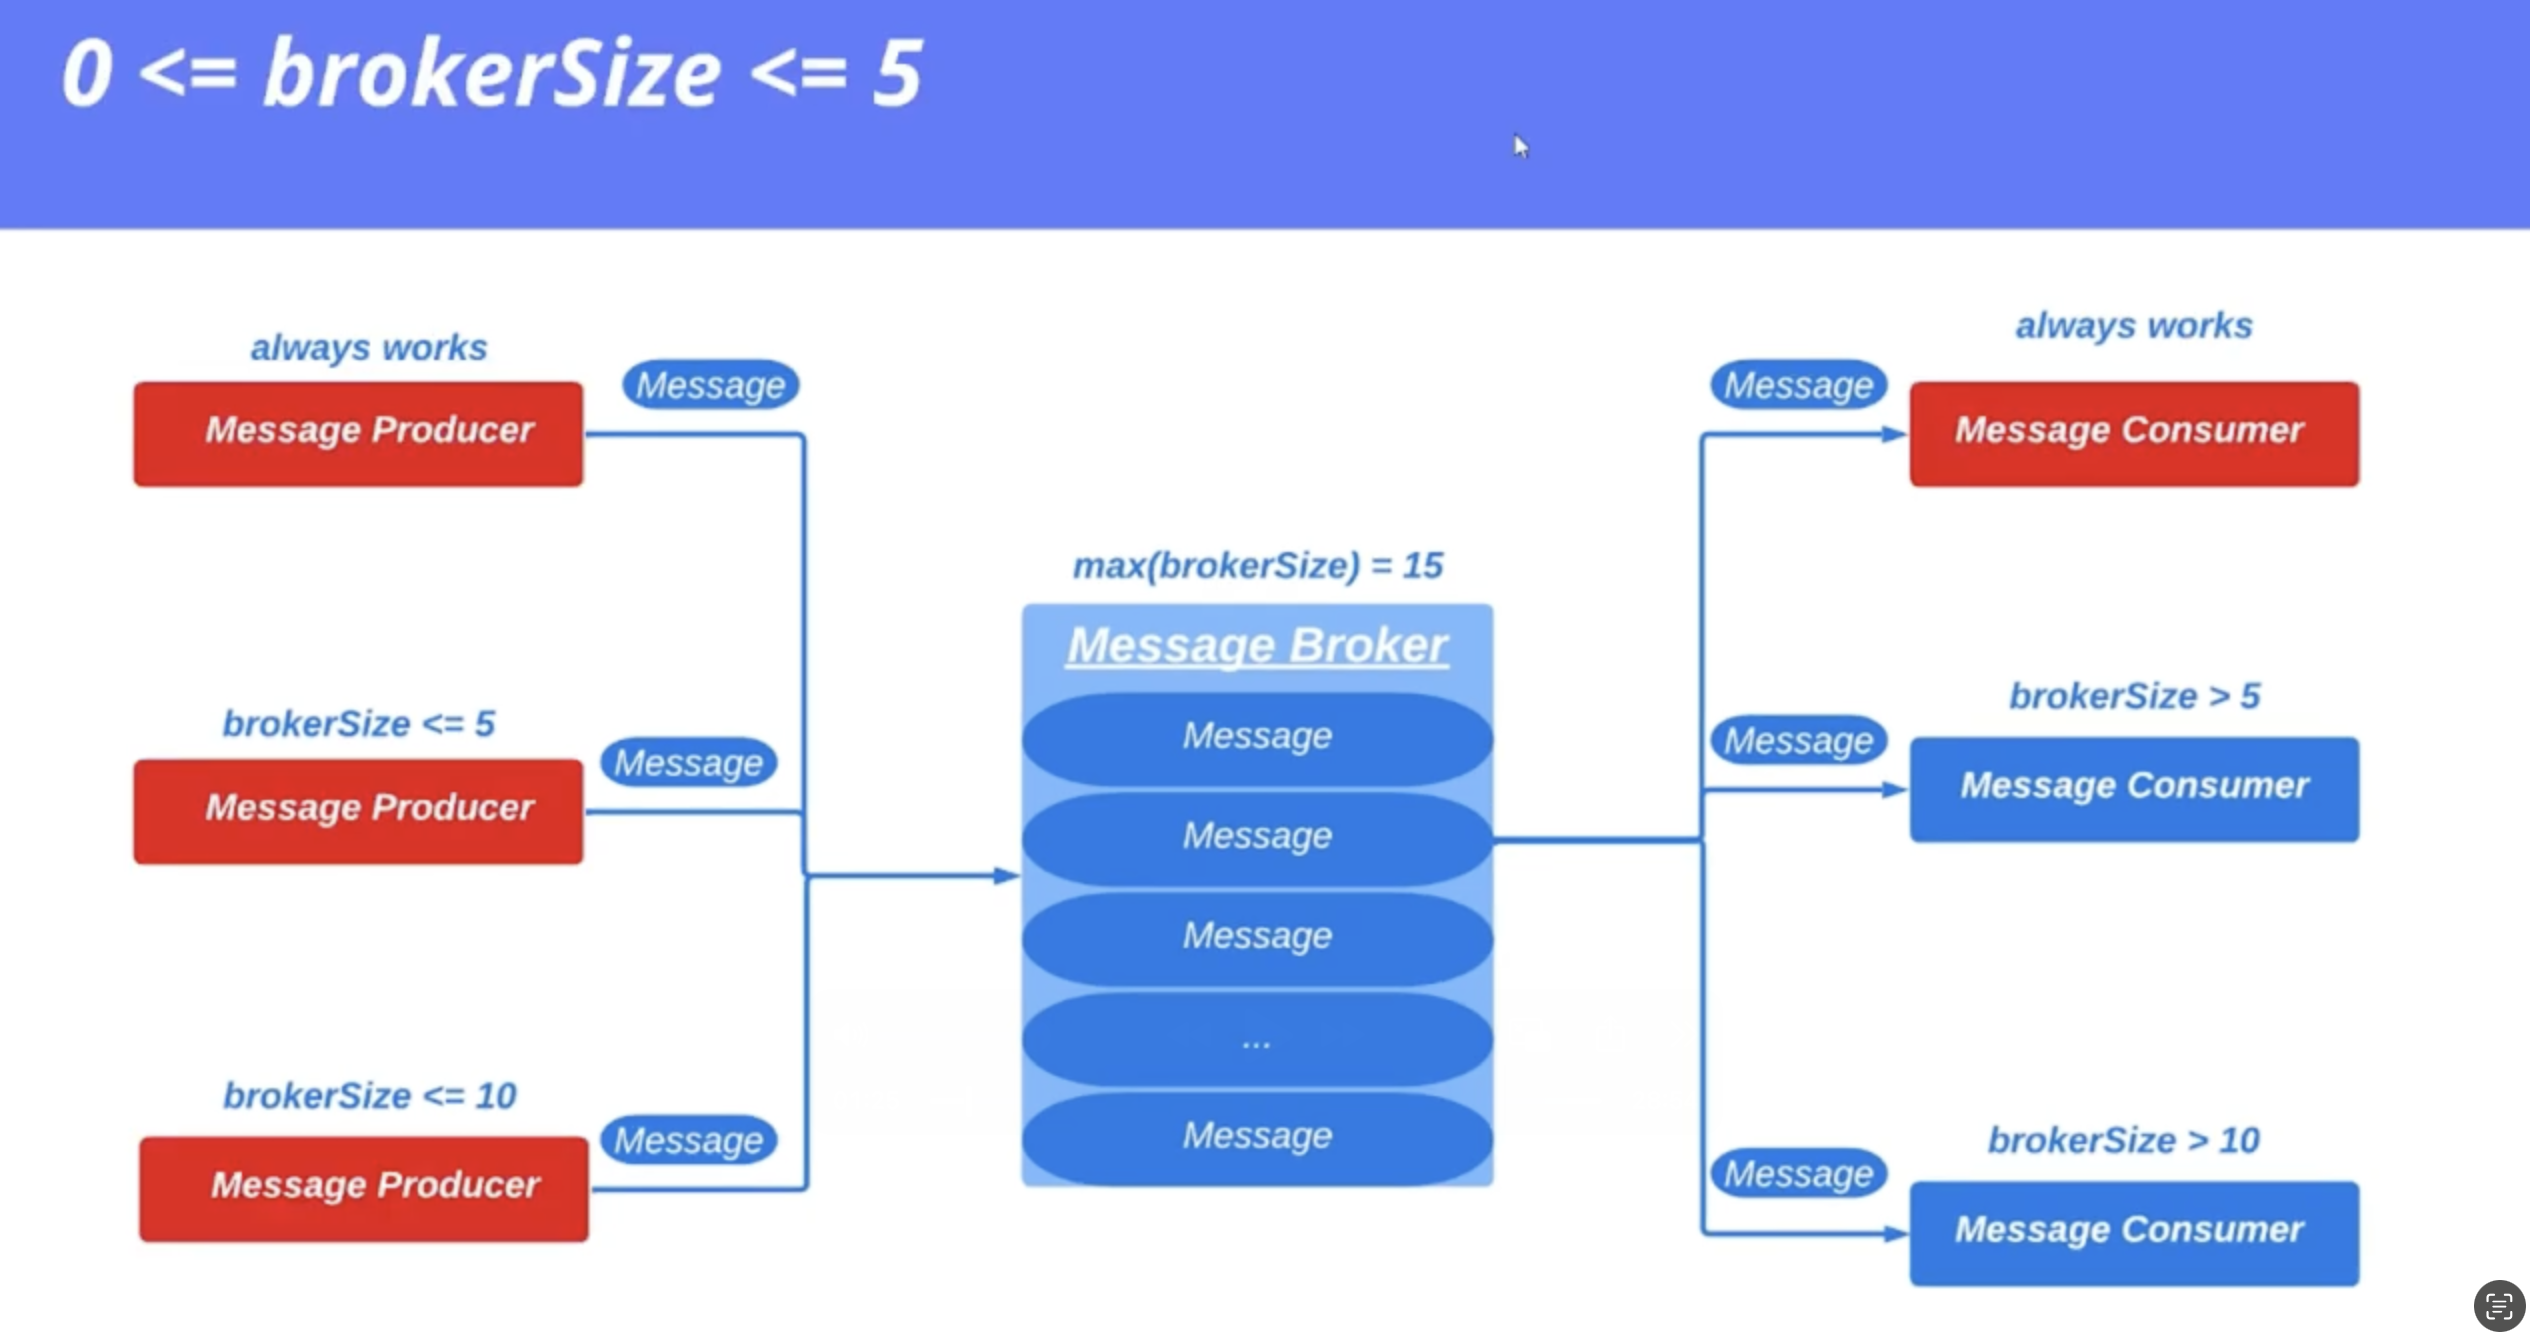 0 <= brokerSize <= 5
always works
Message Producer
Message
brokerSize <= 5
Message Producer
Message
brokerSize <= 10
Message Producer
Message
max(brokerSize) = 15
Message Broker
Message
Message
Message
...
Message
always works
Message
Message Consumer
brokerSize > 5
Message
Message Consumer
brokerSize > 10
Message
Message Consumer